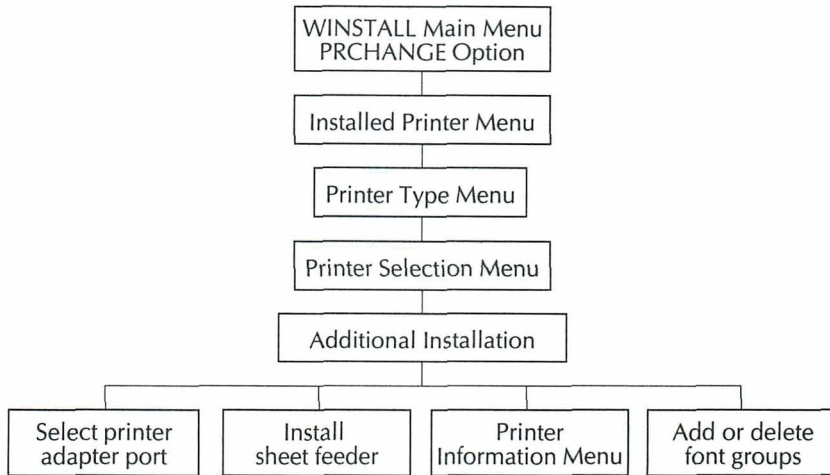 WINSTALL Main Menu
PRCHANGE Option
Installed Printer Menu
Printer Type Menu
Printer Selection Menu
Additional Installation
Select printer
adapter port
Install
sheet feeder
Printer
Information Menu
Add or delete
font groups